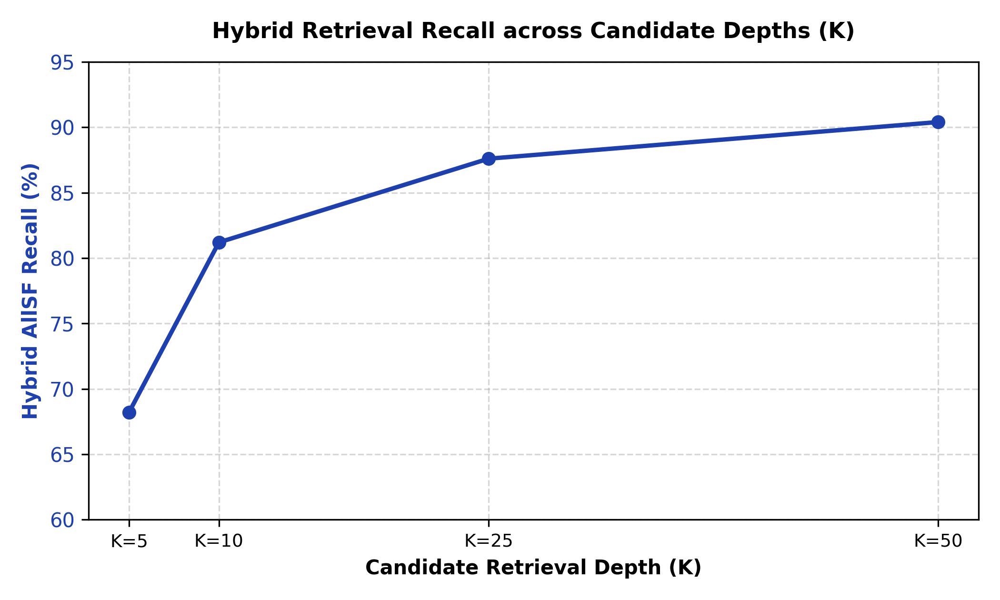 Hybrid Retrieval Recall across Candidate Depths (K)
95
90
85
80
75
70
65
60
Hybrid AllSF Recall (%)
K=5 K=10 K=25 K=50
Candidate Retrieval Depth (K)